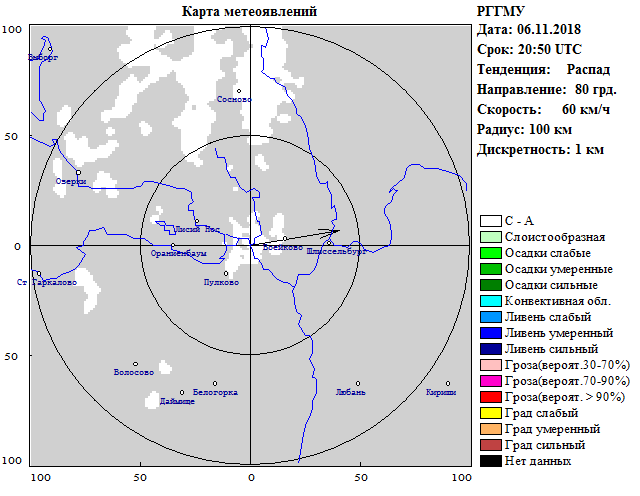 Карта метеоявлений
РГГМУ
Дата: 06.11.2018
Срок: 20:50 UTC
Тенденция: Распад
Направление: 80 грд.
Скорость: 60 км/ч
Радиус: 100 км
Дискретность: 1 км
100
50
0
50
100
100
50
0
50
100
Выборг
Сосново
Озерки
Лисий Нос
Ораниенбаум
Воейково
Шлиссельбург
Ст Гаркалово
Пулково
Волосово
Даймище
Белогорка
Любань
Кириши
С - А
Слоистообразная
Осадки слабые
Осадки умеренные
Осадки сильные
Конвективная обл.
Ливень слабый
Ливень умеренный
Ливень сильный
Гроза(вероят.30-70%)
Гроза(вероят.70-90%)
Гроза(вероят. > 90%)
Град слабый
Град умеренный
Град сильный
Нет данных